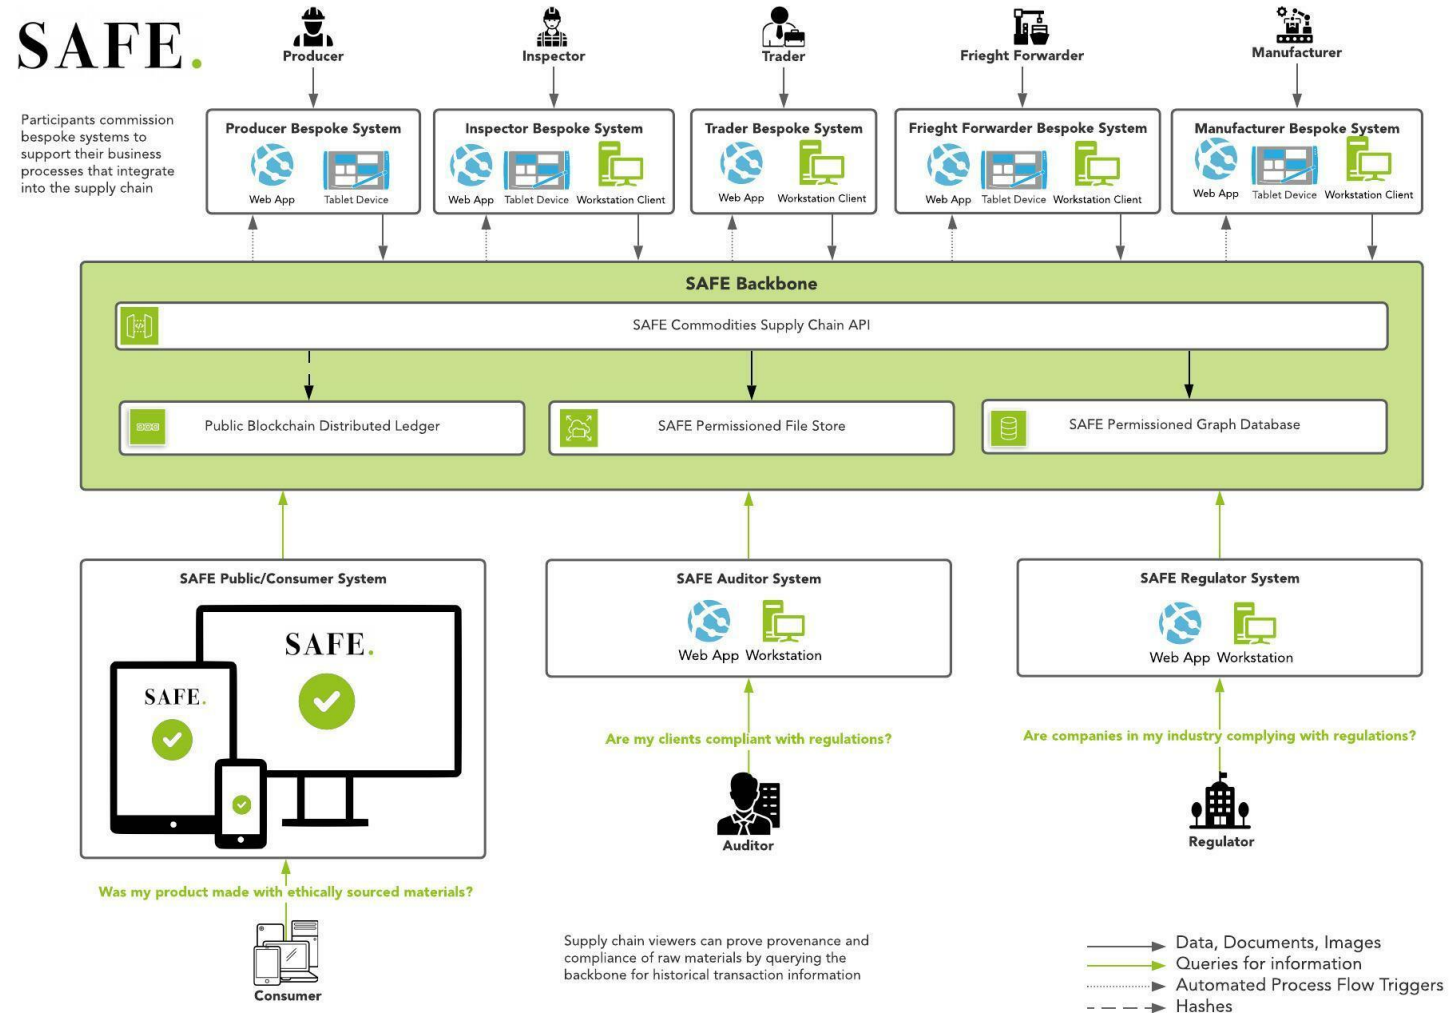 SAFE.
Producer
Inspector
Trader
Frieght Forwarder
Manufacturer
Participants commission
bespoke systems to
support their business
processes that integrate
into the supply chain
Producer Bespoke System
Web App
Tablet Device
Inspector Bespoke System
Web App
Tablet Device
Workstation Client
Trader Bespoke System
Web App
Workstation Client
Frieght Forwarder Bespoke System
Web App
Tablet Device
Workstation Client
Manufacturer Bespoke System
Web App
Tablet Device
Workstation Client
SAFE Backbone
SAFE Commodities Supply Chain API
Public Blockchain Distributed Ledger
SAFE Permissioned File Store
SAFE Permissioned Graph Database
SAFE Public/Consumer System
SAFE.
SAFE.
SAFE Auditor System
Web App
Workstation
SAFE Regulator System
Web App
Workstation
Are my clients compliant with regulations?
Are companies in my industry complying with regulations?
Auditor
Regulator
Was my product made with ethically sourced materials?
Consumer
Supply chain viewers can prove provenance and
compliance of raw materials by querying the
backbone for historical transaction information
Data, Documents, Images
Queries for information
Automated Process Flow Triggers
Hashes